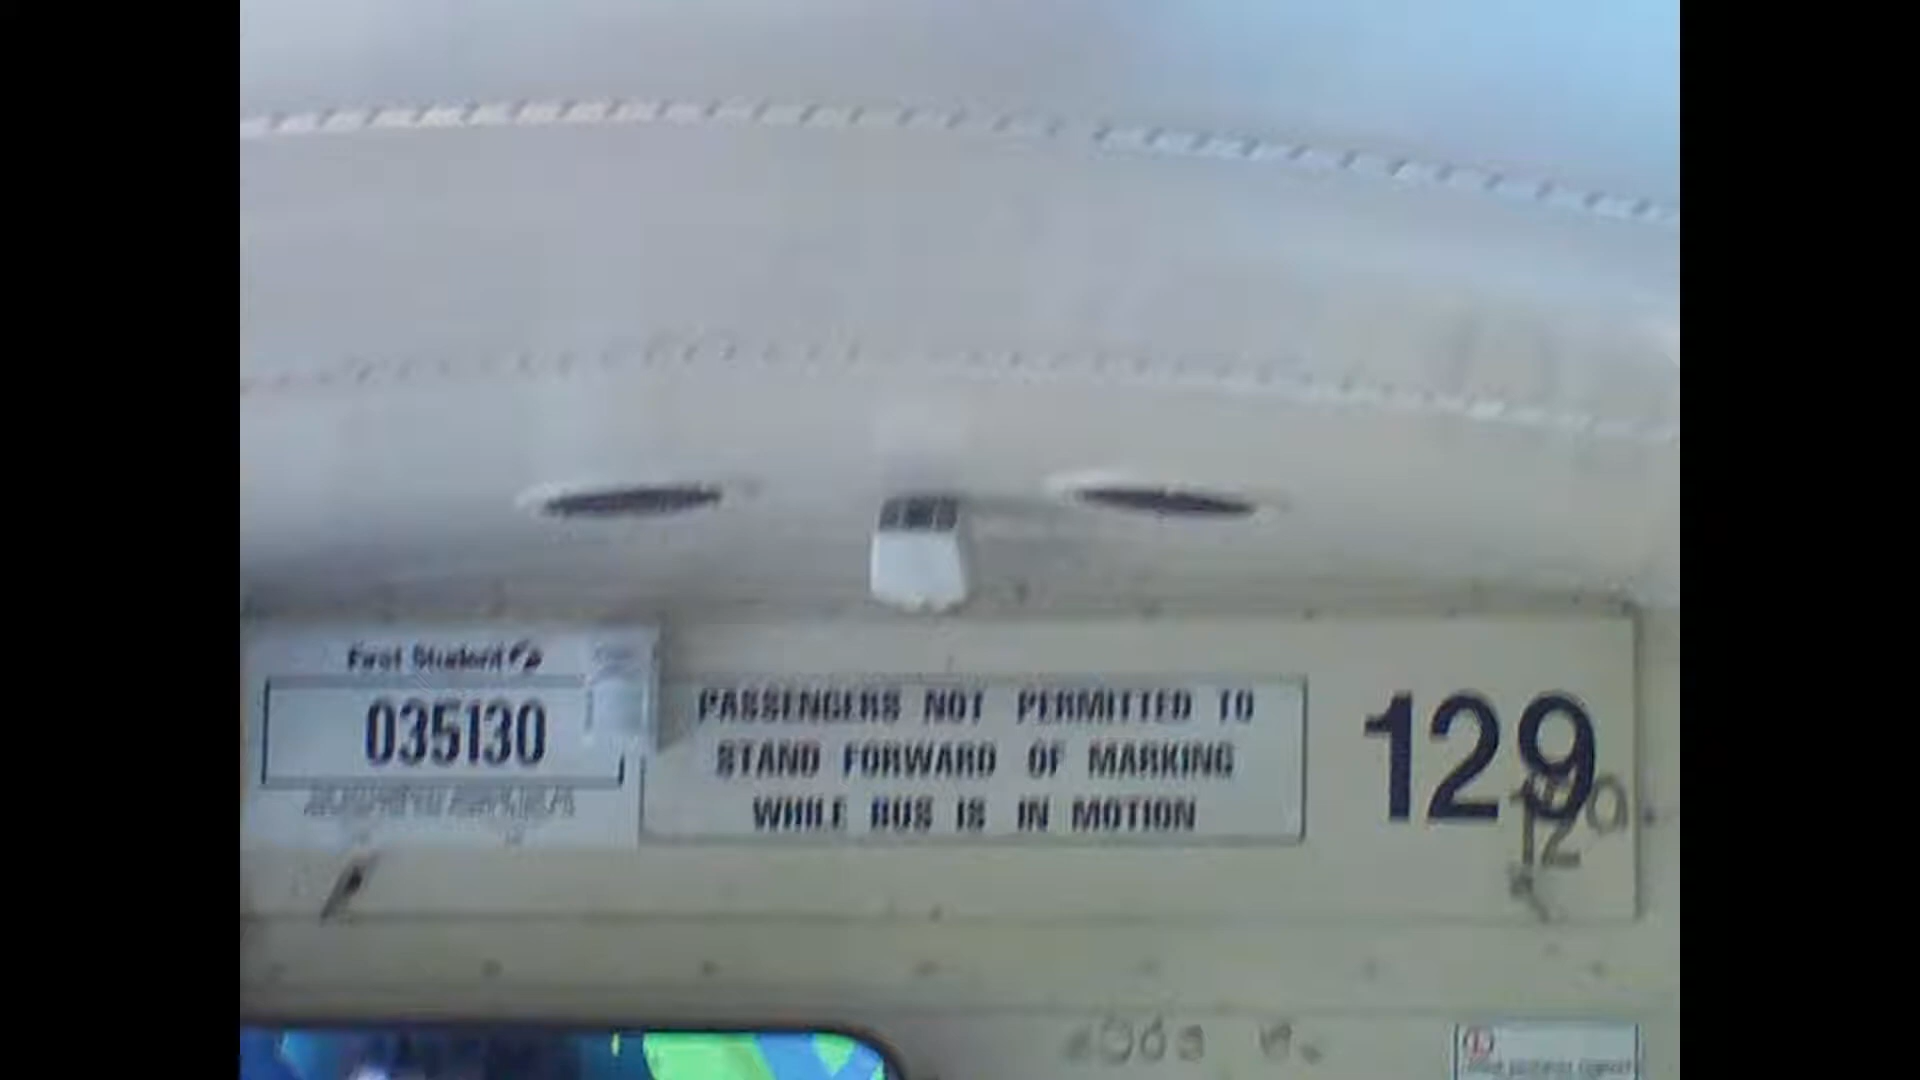 First Student
035130
PASSENGERS NOT PERMITTED TO
STAND FORWARD OF MARKING
WHILE BUS IS IN MOTION
129